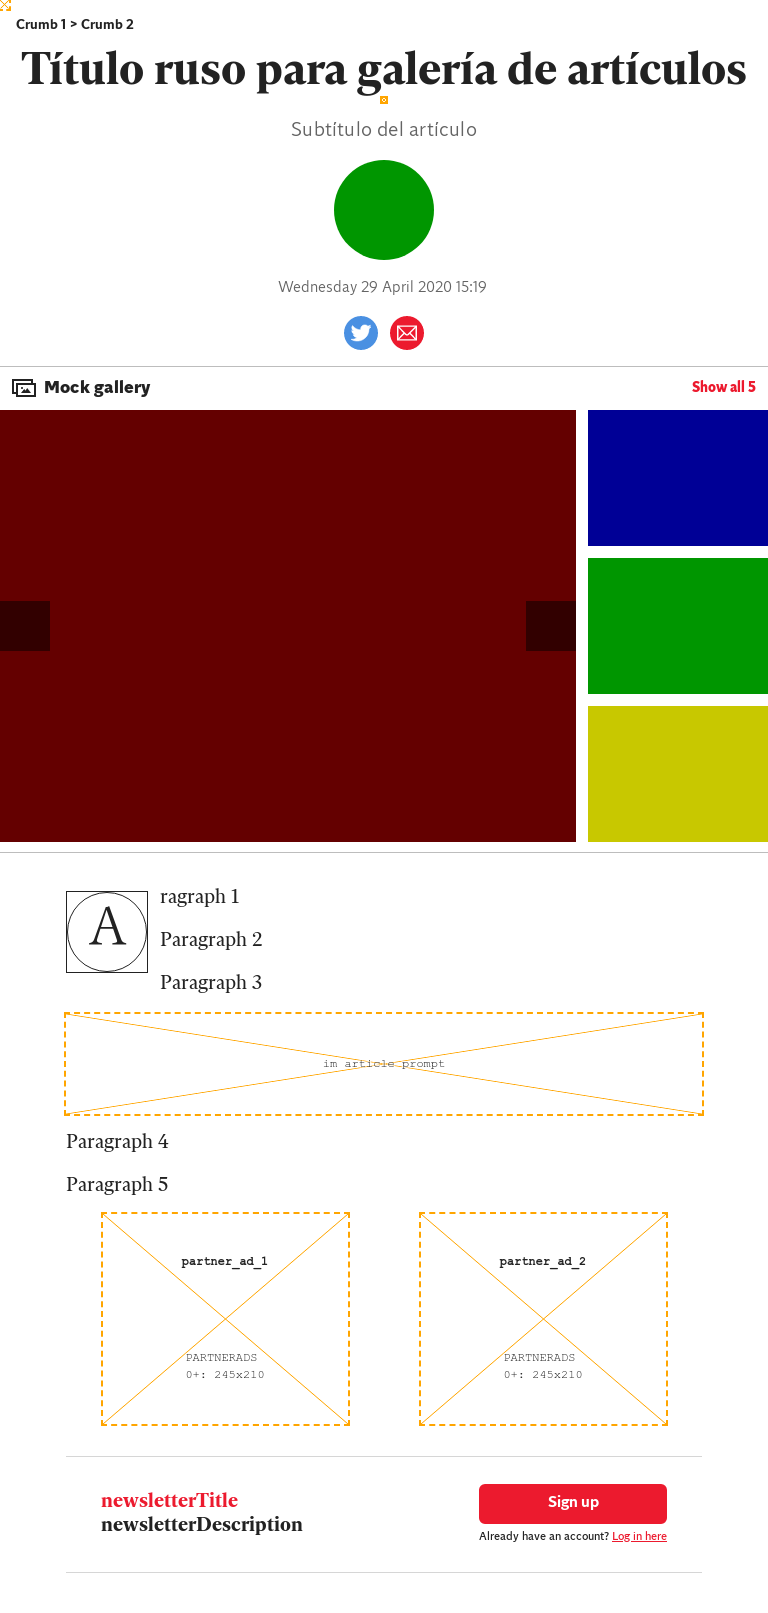 Crumb 1 > Crumb 2
Título ruso para galería de artículos
Subtítulo del artículo
Wednesday 29 April 2020 15:19
Mock gallery
Show all 5
A
ragraph 1
Paragraph 2
Paragraph 3
im article prompt
Paragraph 4
Paragraph 5
partner_ad_1
PARTNERADS
0+: 245x210
partner_ad_2
PARTNERADS
0+: 245x210
newsletterTitle
newsletterDescription
Sign up
Already have an account? Log in here